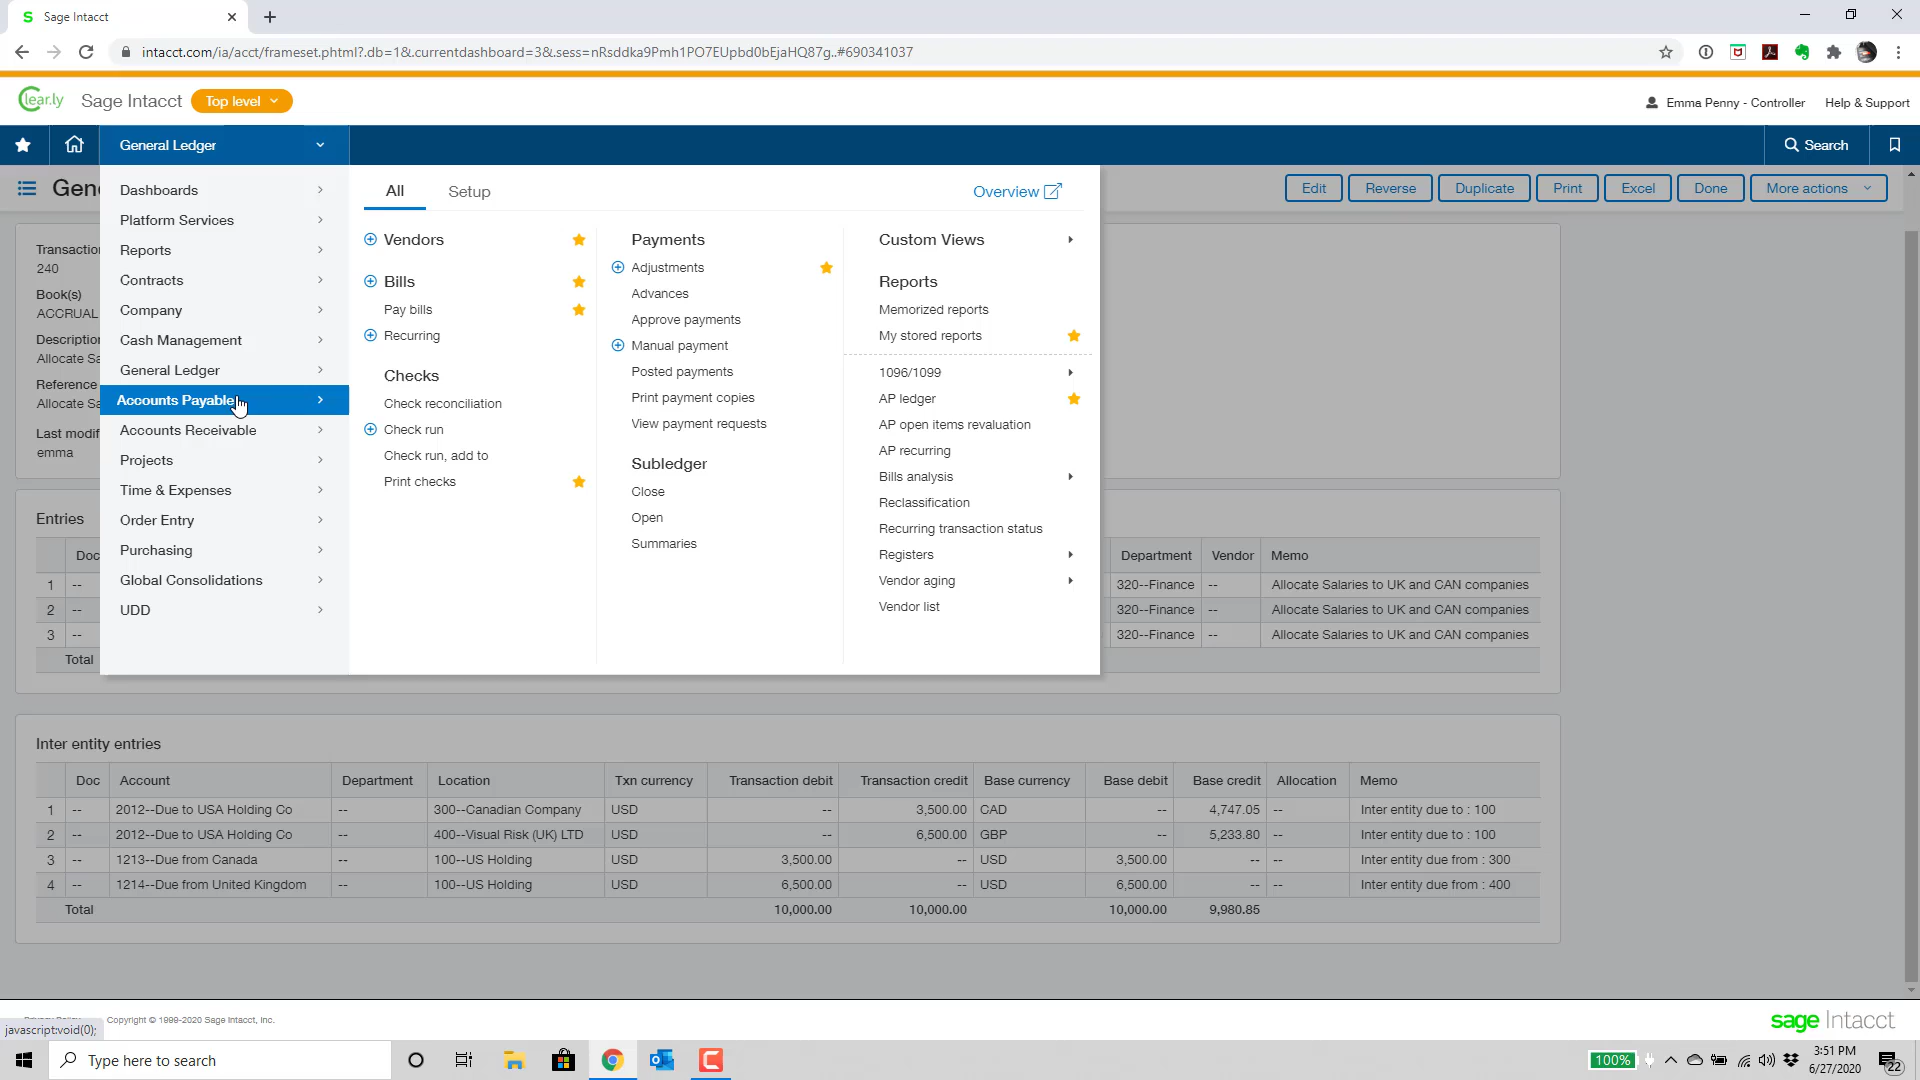 Sage Intacct
intacct.com/ia/acct/frameset.phtml?.db=1&.currentdashboard=3&.sess=nRsddka9Pmh1PO7EUpbd0bEjaHQ87g..#690341037
Clear.ly Sage Intacct Top level
Emma Penny - Controller Help & Support
General Ledger
Search
Gene
Edit Reverse Duplicate Print Excel Done More actions
Transaction
240
Book(s)
ACCRUAL
Description
Allocate Sa
Reference
Allocate Sa
Last modif
emma
Dashboards
Platform Services
Reports
Contracts
Company
Cash Management
General Ledger
Accounts Payable
Accounts Receivable
Projects
Time & Expenses
Order Entry
Purchasing
Global Consolidations
UDD
All Setup Overview
Vendors
Bills
Pay bills
Recurring
Checks
Check reconciliation
Check run
Check run, add to
Print checks
Payments
Adjustments
Advances
Approve payments
Manual payment
Posted payments
Print payment copies
View payment requests
Subledger
Close
Open
Summaries
Custom Views
Reports
Memorized reports
My stored reports
1096/1099
AP ledger
AP open items revaluation
AP recurring
Bills analysis
Reclassification
Recurring transaction status
Registers
Vendor aging
Vendor list
Entries
Doc Department Vendor Memo
1 -- 320--Finance -- Allocate Salaries to UK and CAN companies
2 -- 320--Finance -- Allocate Salaries to UK and CAN companies
3 -- 320--Finance -- Allocate Salaries to UK and CAN companies
Total
Inter entity entries
Doc Account Department Location Txn currency Transaction debit Transaction credit Base currency Base debit Base credit Allocation Memo
1 -- 2012--Due to USA Holding Co -- 300--Canadian Company USD -- 3,500.00 CAD -- 4,747.05 -- Inter entity due to : 100
2 -- 2012--Due to USA Holding Co -- 400--Visual Risk (UK) LTD USD -- 6,500.00 GBP -- 5,233.80 -- Inter entity due to : 100
3 -- 1213--Due from Canada -- 100--US Holding USD 3,500.00 -- USD 3,500.00 -- -- Inter entity due from : 300
4 -- 1214--Due from United Kingdom -- 100--US Holding USD 6,500.00 -- USD 6,500.00 -- -- Inter entity due from : 400
Total 10,000.00 10,000.00 10,000.00 9,980.85
Copyright © 1999-2020 Sage Intacct, Inc.
javascript:void(0);
sage Intacct
Type here to search
100%
3:51 PM
6/27/2020
22